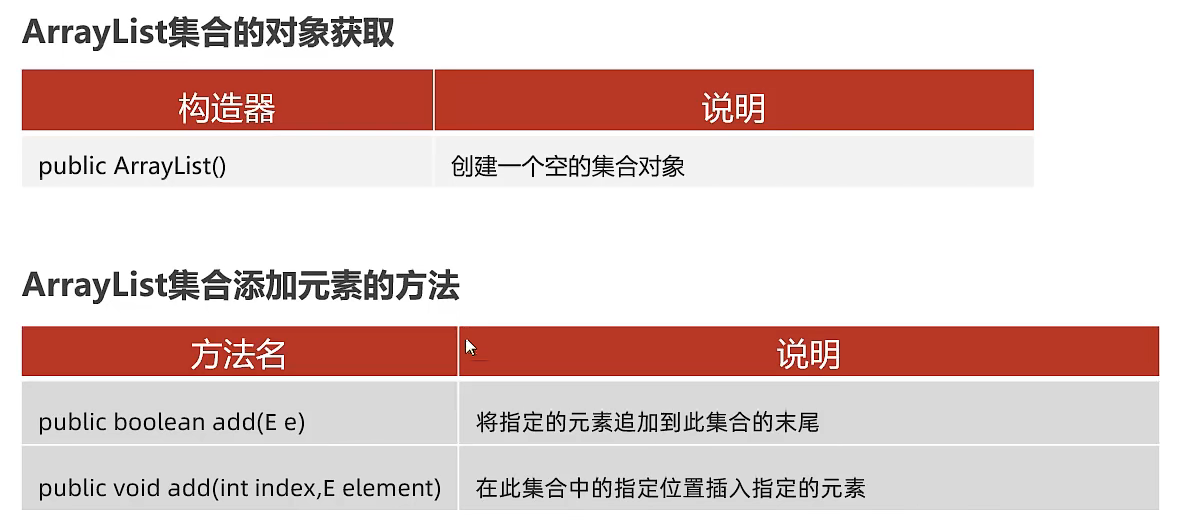 ArrayList集合的对象获取
构造器 说明
public ArrayList() 创建一个空的集合对象
ArrayList集合添加元素的方法
方法名 说明
public boolean add(E e) 将指定的元素追加到此集合的末尾
public void add(int index,E element) 在此集合中的指定位置插入指定的元素